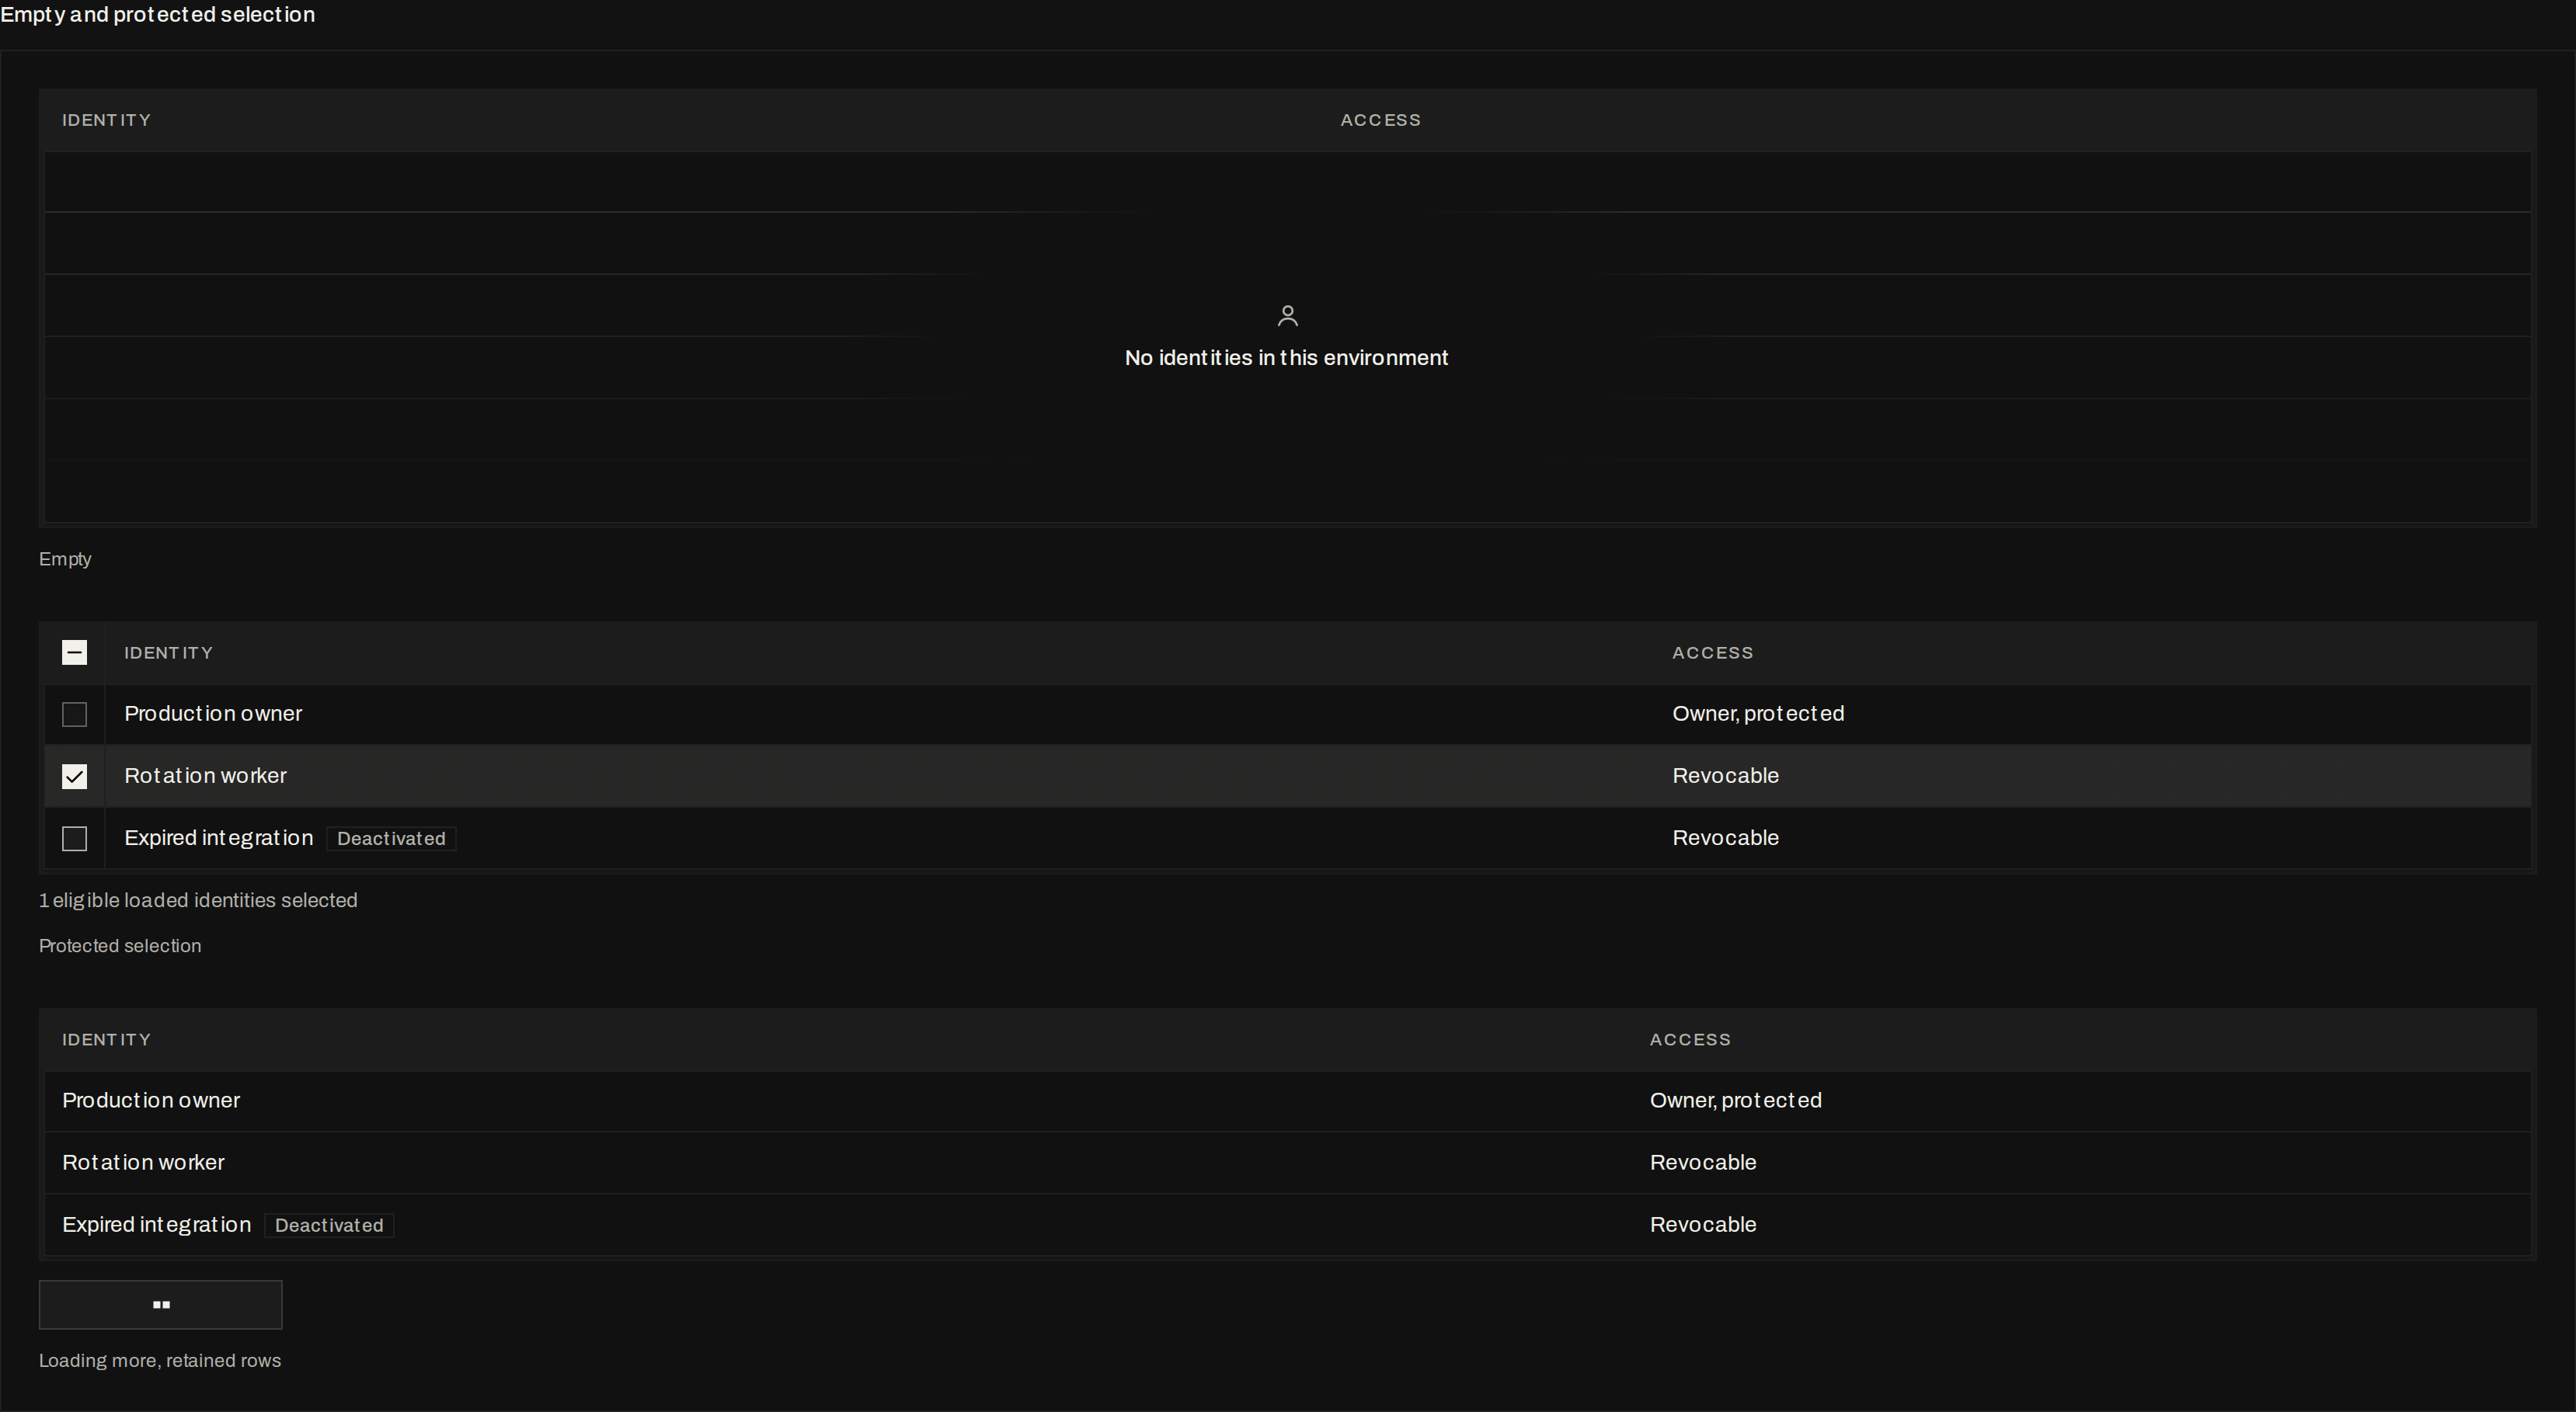 Empty and protected selection
IDENTITY ACCESS
No identities in this environment
Empty
IDENTITY ACCESS
Production owner Owner, protected
Rotation worker Revocable
Expired integration Deactivated Revocable
1 eligible loaded identities selected
Protected selection
IDENTITY ACCESS
Production owner Owner, protected
Rotation worker Revocable
Expired integration Deactivated Revocable
Loading more, retained rows